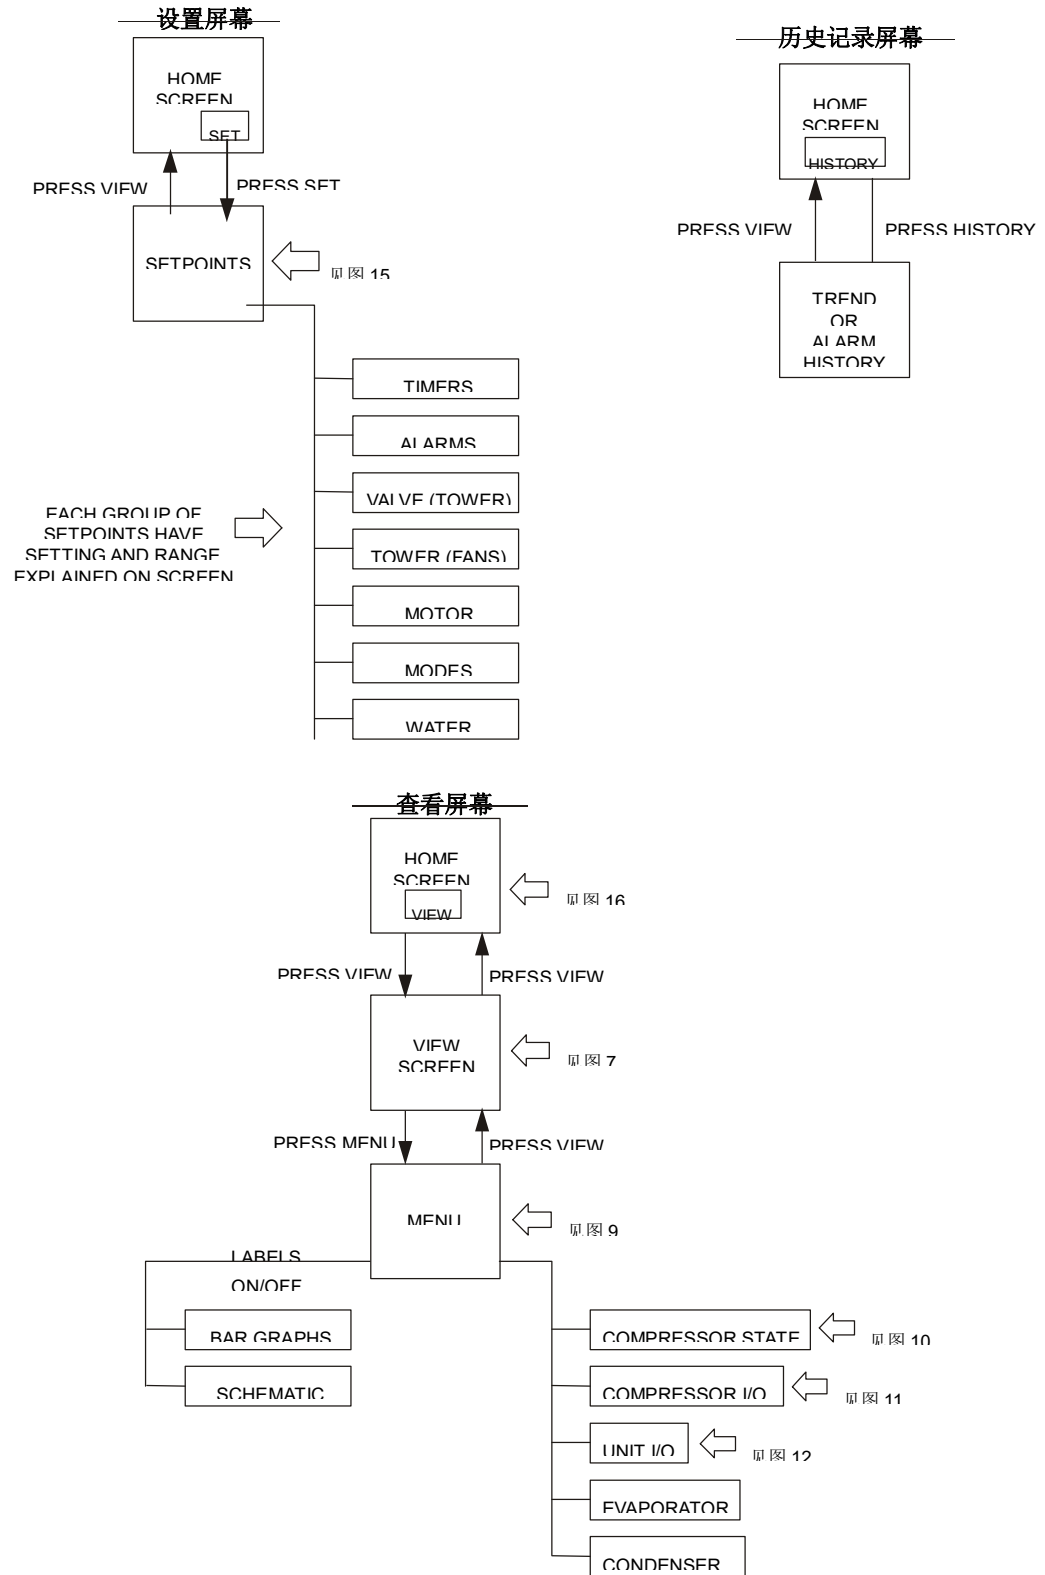 设置屏幕
HOME
SCREEN
SET
PRESS VIEW
PRESS SET
SETPOINTS
见图 15
TIMERS
ALARMS
VALVE (TOWER)
TOWER (FANS)
MOTOR
MODES
WATER
EACH GROUP OF
SETPOINTS HAVE
SETTING AND RANGE
EXPLAINED ON SCREEN
历史记录屏幕
HOME
SCREEN
HISTORY
PRESS VIEW
PRESS HISTORY
TREND
OR
ALARM
HISTORY
查看屏幕
HOME
SCREEN
VIEW
见图 16
PRESS VIEW
PRESS VIEW
VIEW
SCREEN
见图 7
PRESS MENU
PRESS VIEW
MENU
见图 9
LABELS
ON/OFF
BAR GRAPHS
SCHEMATIC
COMPRESSOR STATE
见图 10
COMPRESSOR I/O
见图 11
UNIT I/O
见图 12
EVAPORATOR
CONDENSER